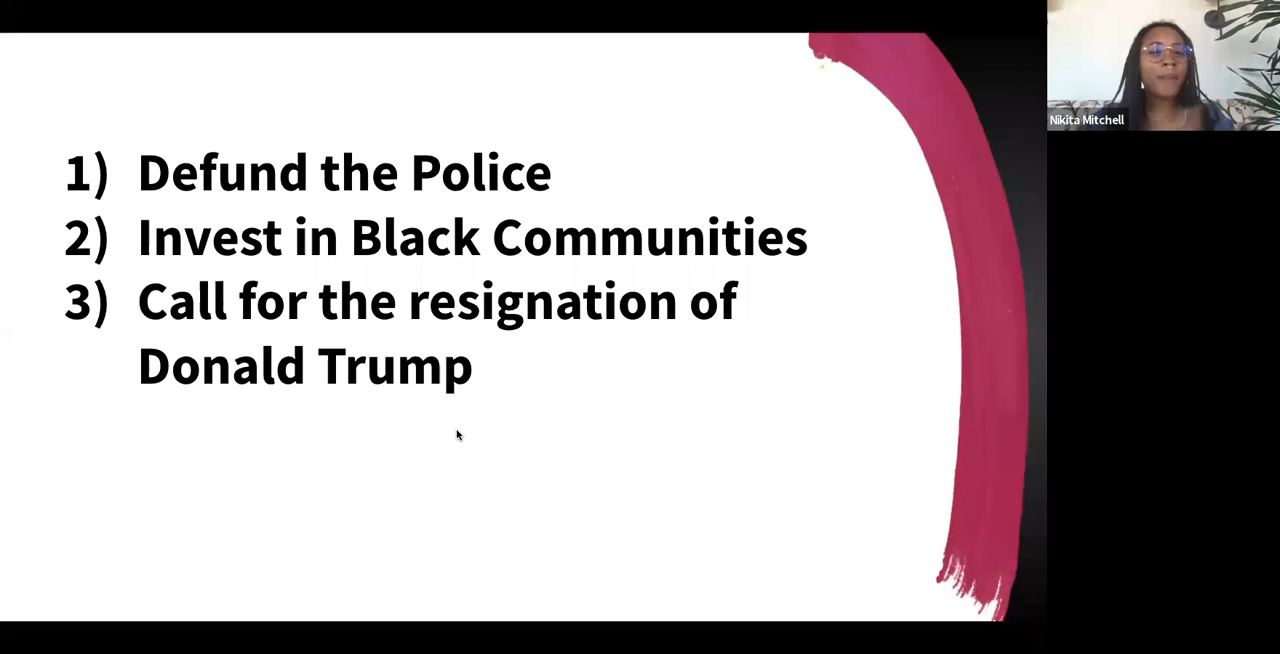 1) Defund the Police
2) Invest in Black Communities
3) Call for the resignation of
Donald Trump
Nikita Mitchell